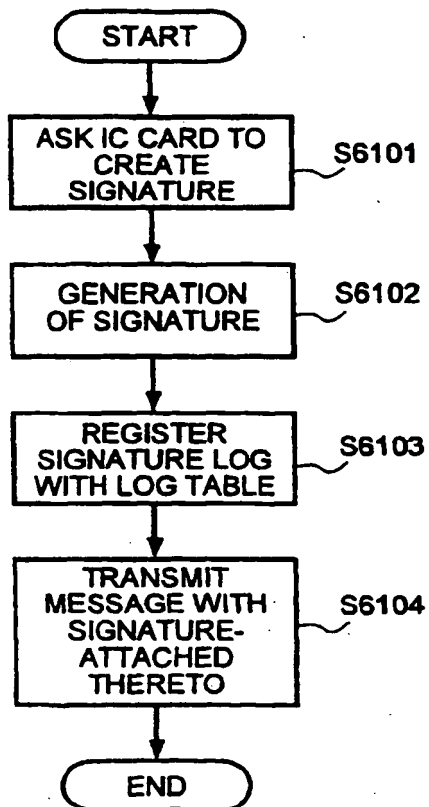 START
ASK IC CARD TO
CREATE
SIGNATURE
S6101
GENERATION
OF SIGNATURE
S6102
REGISTER
SIGNATURE LOG
WITH LOG TABLE
S6103
TRANSMIT
MESSAGE WITH
SIGNATURE-
ATTACHED
THERETO
S6104
END